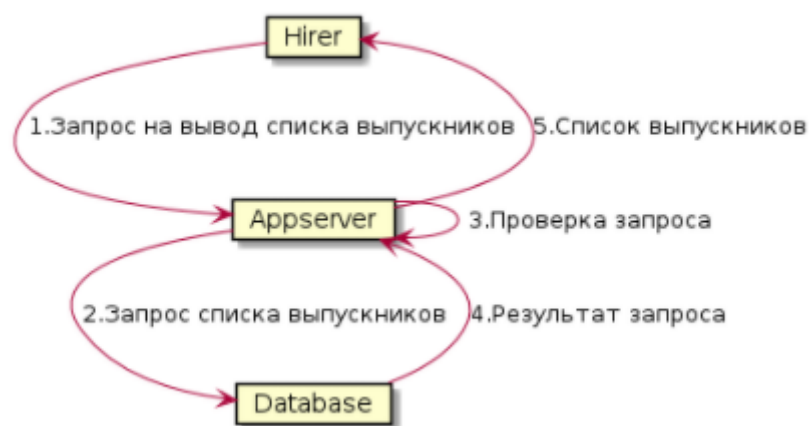 Hirer
1.Запрос на вывод списка выпускников
5.Список выпускников
Appserver
3.Проверка запроса
2.Запрос списка выпускников
4.Результат запроса
Database